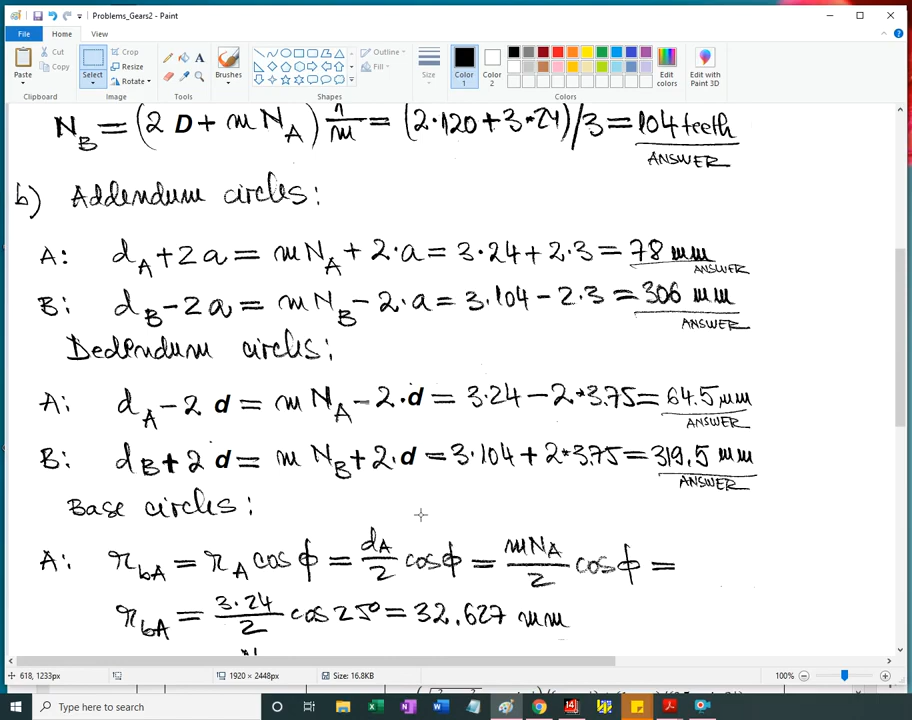 Problems_Gears2 - Paint
File Home View
Paste Cut Copy Select Crop Resize Rotate Brushes Outline Fill Size Color 1 Color 2 Edit colors Edit with Paint 3D
Clipboard Image Tools Shapes Colors
N_B = (2 D + m N_A) 1/m = (2·120 + 3*24)/3 = 104 teeth
ANSWER
b) Addendum circles:
A: d_A + 2a = m N_A + 2·a = 3·24 + 2·3 = 78 mm
ANSWER
B: d_B - 2a = m N_B - 2·a = 3·104 - 2·3 = 306 mm
ANSWER
Dedendum circles:
A: d_A - 2 d = m N_A - 2·d = 3·24 - 2*3.75 = 64.5 mm
ANSWER
B: d_B + 2 d = m N_B + 2·d = 3·104 + 2*3.75 = 319.5 mm
ANSWER
Base circles:
A: r_bA = r_A cos ϕ = d_A/2 cos ϕ = mN_A/2 cos ϕ =
r_bA = 3·24/2 cos 25° = 32.627 mm
618, 1233px 1920 × 2448px Size: 16.8KB 100%
Type here to search